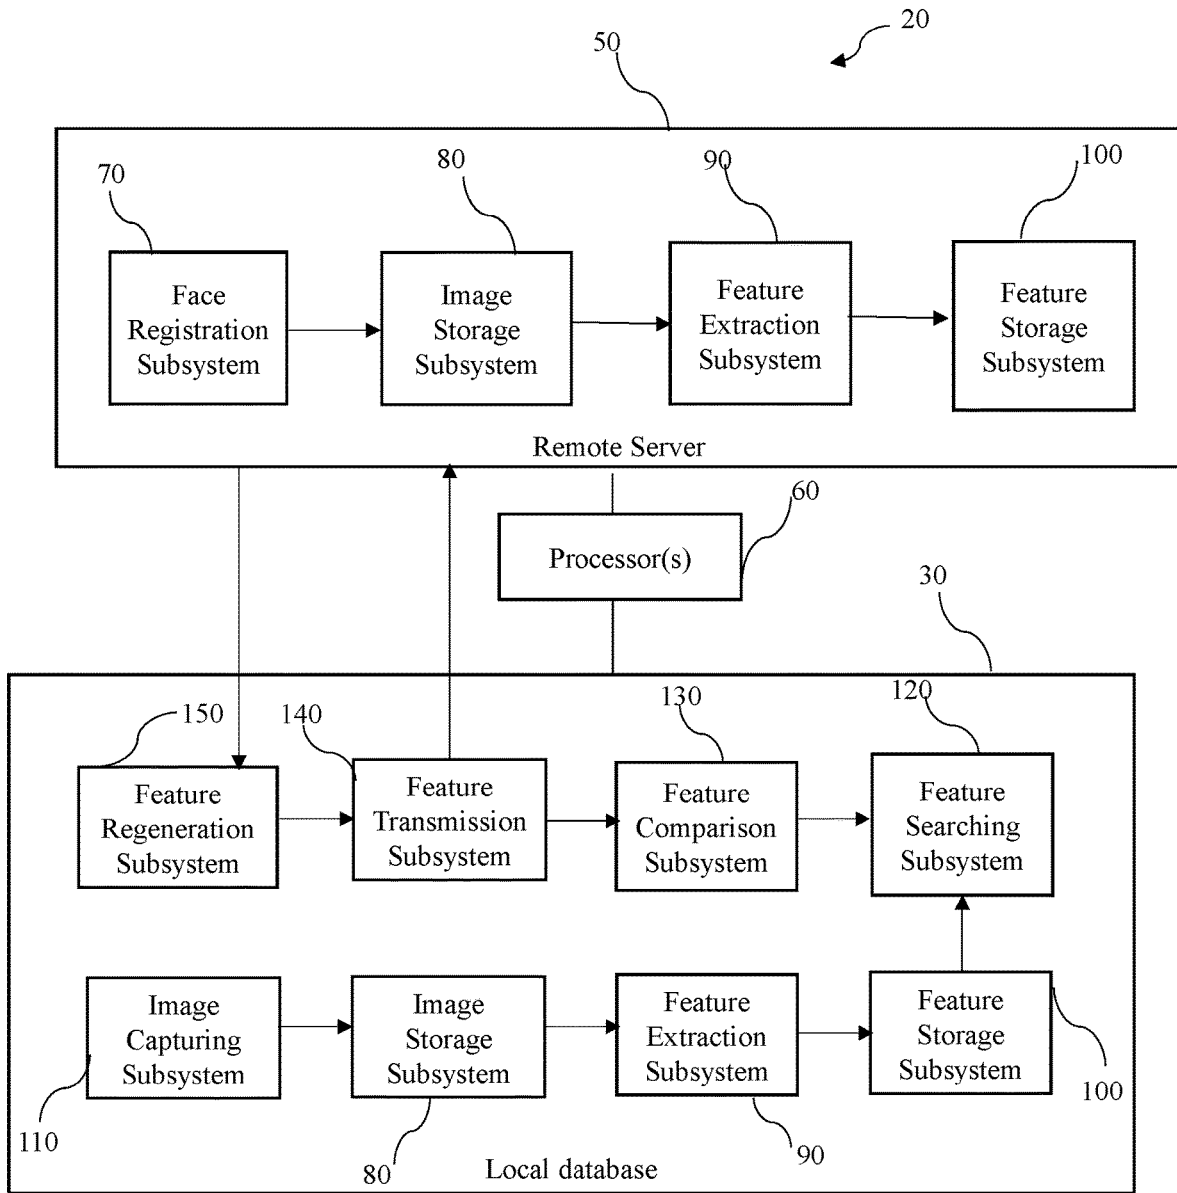 20
50
70
80
90
100
Face
Registration
Subsystem
Image
Storage
Subsystem
Feature
Extraction
Subsystem
Feature
Storage
Subsystem
Remote Server
60
Processor(s)
30
150
140
130
120
Feature
Regeneration
Subsystem
Feature
Transmission
Subsystem
Feature
Comparison
Subsystem
Feature
Searching
Subsystem
Image
Capturing
Subsystem
Image
Storage
Subsystem
Feature
Extraction
Subsystem
Feature
Storage
Subsystem
110
80
90
100
Local database